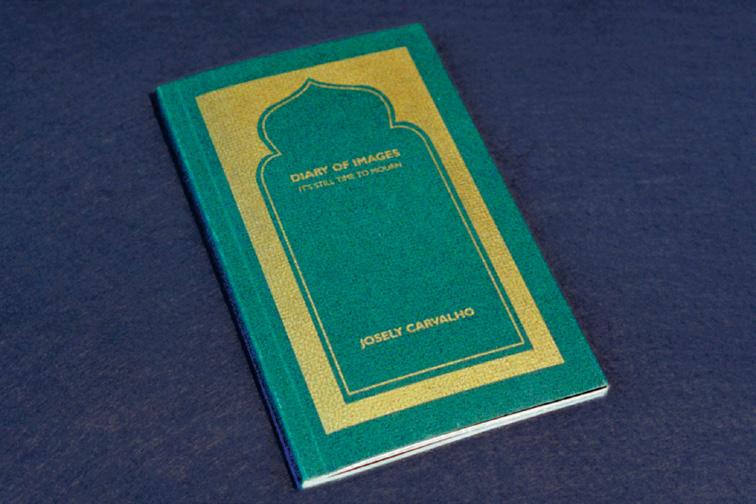 DIARY OF IMAGES
IT'S STILL TIME TO MOURN
JOSELY CARVALHO